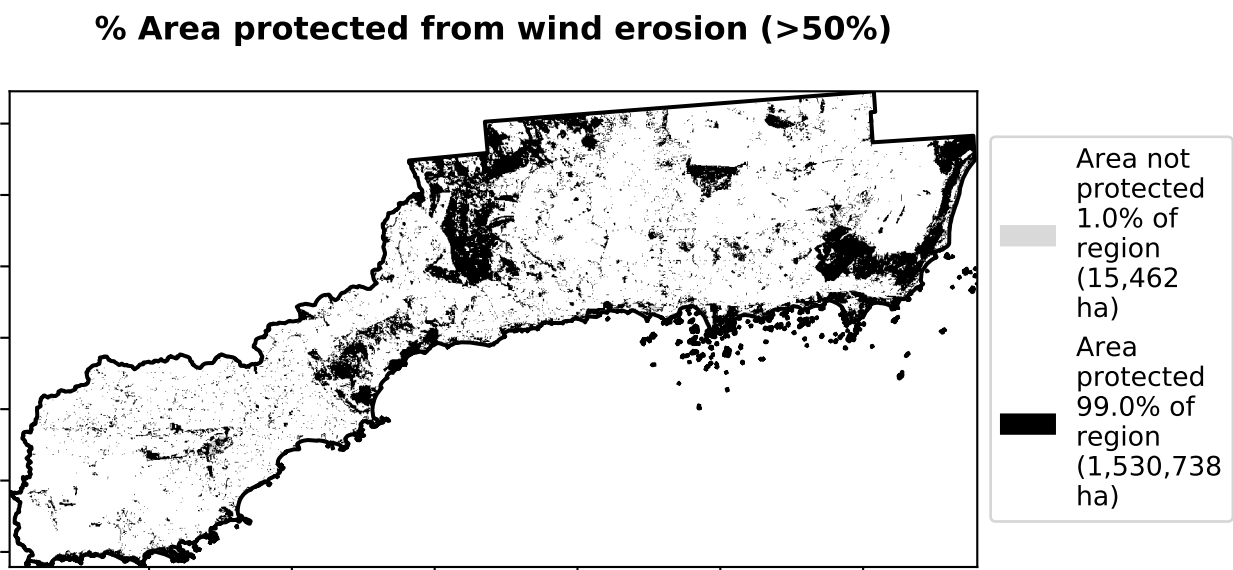 % Area protected from wind erosion (>50%)
Area not
protected
1.0% of
region
(15,462
ha)
Area
protected
99.0% of
region
(1,530,738
ha)